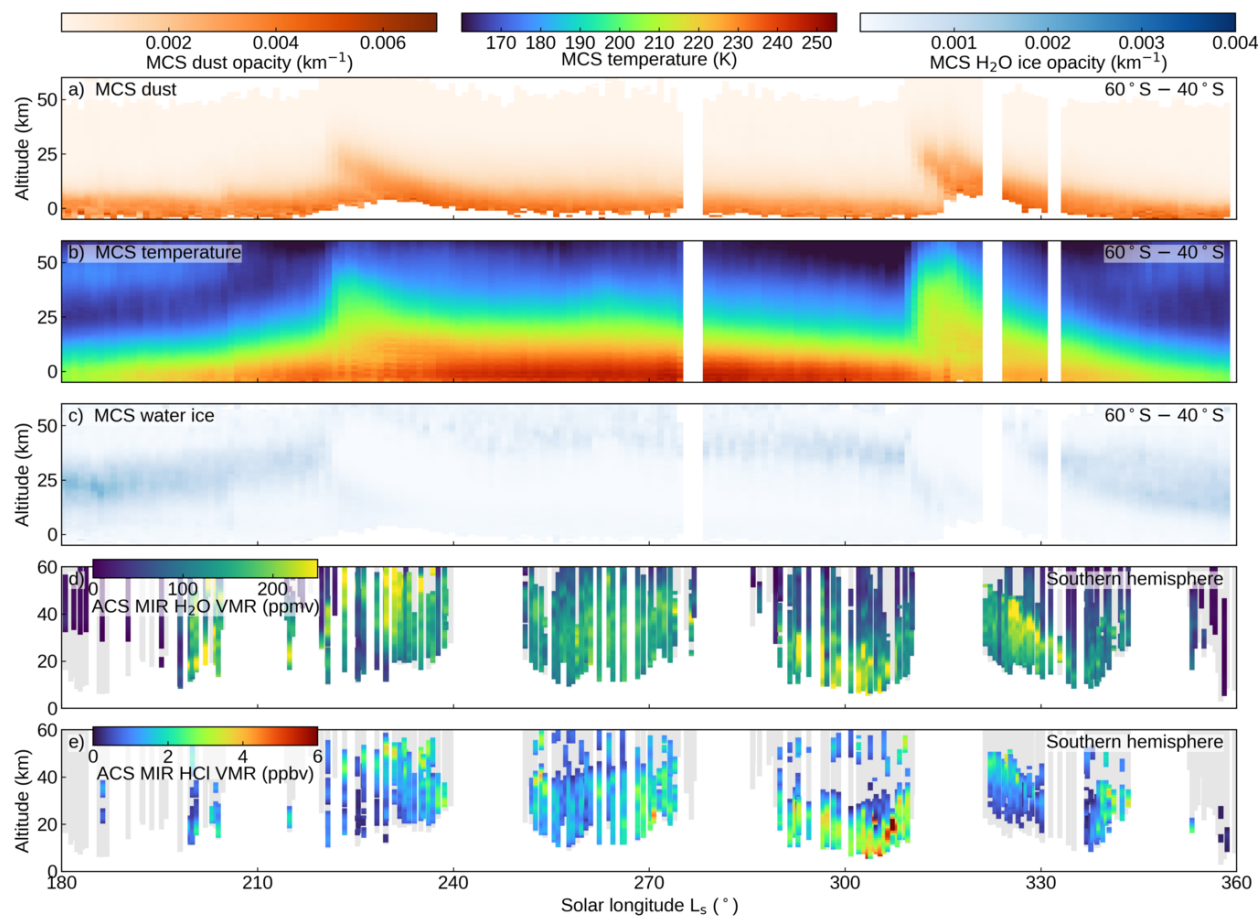 0.002 0.004 0.006
MCS dust opacity (km⁻¹)
170 180 190 200 210 220 230 240 250
MCS temperature (K)
0.001 0.002 0.003 0.004
MCS H₂O ice opacity (km⁻¹)
a) MCS dust
60°S − 40°S
50
25
0
Altitude (km)
b) MCS temperature
60°S − 40°S
50
25
0
Altitude (km)
c) MCS water ice
60°S − 40°S
50
25
0
Altitude (km)
d)
0 100 200
ACS MIR H₂O VMR (ppmv)
Southern hemisphere
60
40
20
0
Altitude (km)
e)
0 2 4 6
ACS MIR HCl VMR (ppbv)
Southern hemisphere
60
40
20
0
Altitude (km)
180 210 240 270 300 330 360
Solar longitude Lₛ (°)